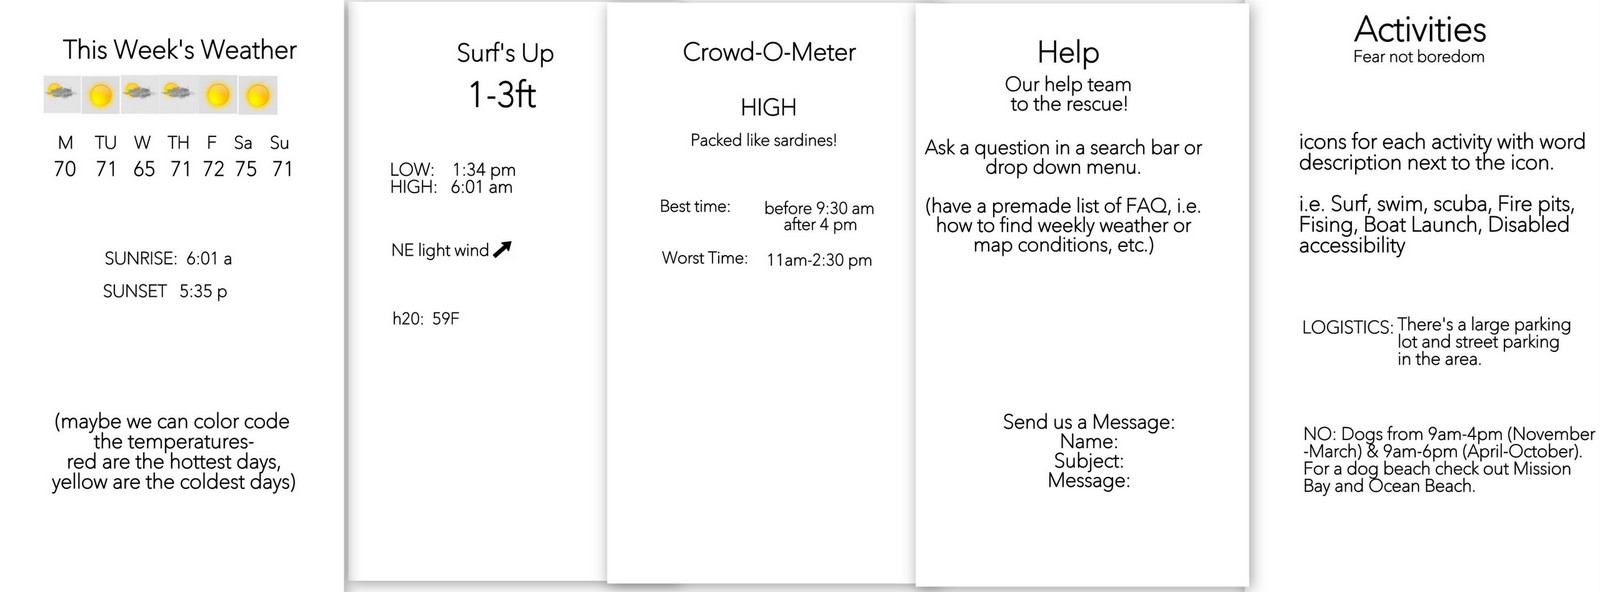 This Week's Weather
M TU W TH F Sa Su
70 71 65 71 72 75 71
SUNRISE: 6:01 a
SUNSET 5:35 p
(maybe we can color code
the temperatures-
red are the hottest days,
yellow are the coldest days)
Surf's Up
1-3ft
LOW: 1:34 pm
HIGH: 6:01 am
NE light wind
h20: 59F
Crowd-O-Meter
HIGH
Packed like sardines!
Best time: before 9:30 am
after 4 pm
Worst Time: 11am-2:30 pm
Help
Our help team
to the rescue!
Ask a question in a search bar or
drop down menu.
(have a premade list of FAQ, i.e.
how to find weekly weather or
map conditions, etc.)
Send us a Message:
Name:
Subject:
Message:
Activities
Fear not boredom
icons for each activity with word
description next to the icon.
i.e. Surf, swim, scuba, Fire pits,
Fising, Boat Launch, Disabled
accessibility
LOGISTICS: There's a large parking
lot and street parking
in the area.
NO: Dogs from 9am-4pm (November
-March) & 9am-6pm (April-October).
For a dog beach check out Mission
Bay and Ocean Beach.